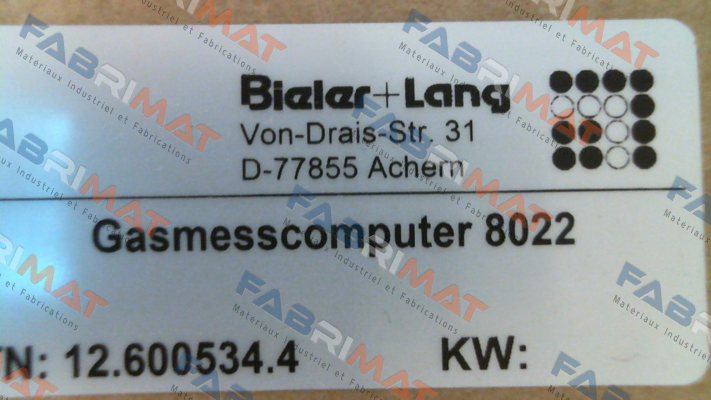 Bieler+Lang
Von-Drais-Str. 31
D-77855 Achern
Gasmesscomputer 8022
TN: 12.600534.4 KW:
FABRIMAT
Materiaux Industriel et Fabrications